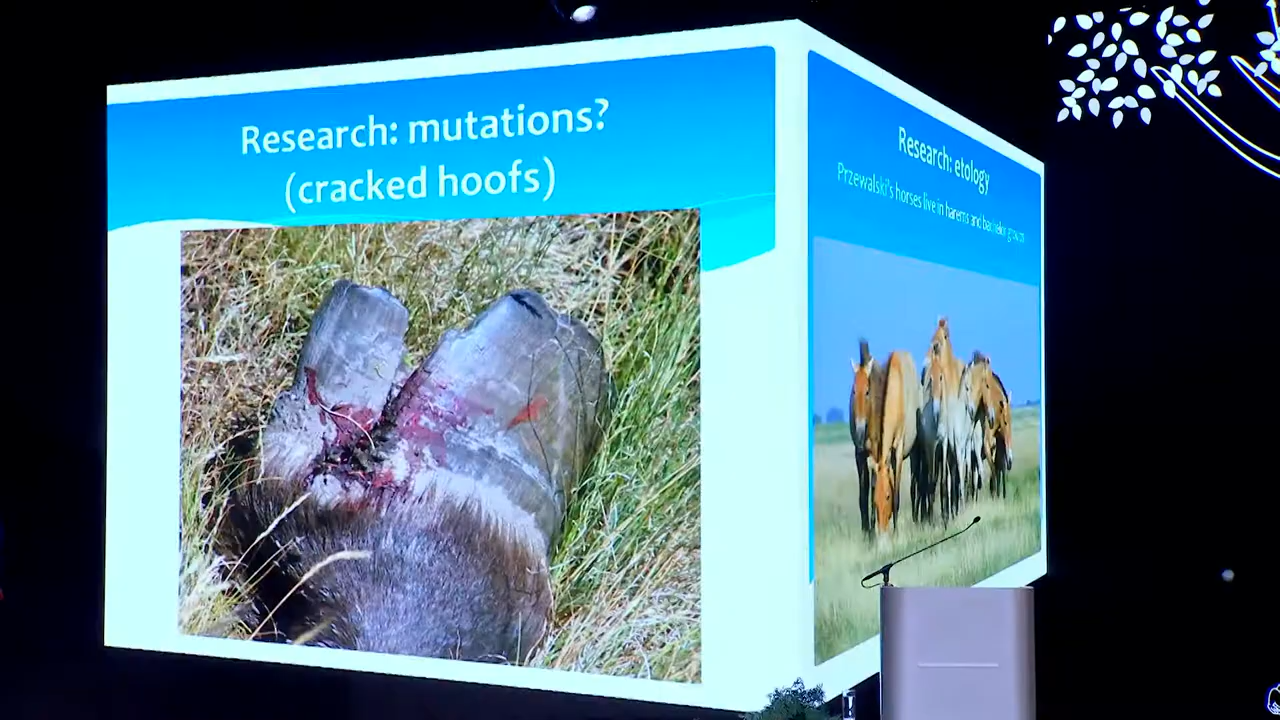 Research: mutations?
(cracked hoofs)
Research: etology
Przewalski's horses live in harems and bachelor groups